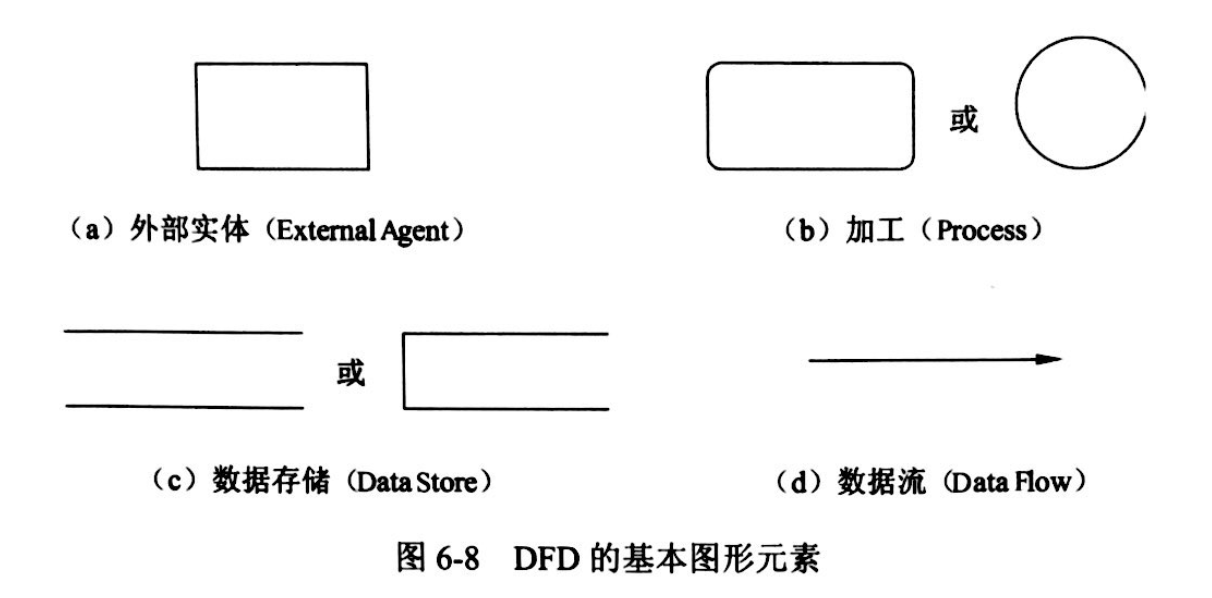 或
（a）外部实体（External Agent）
（b）加工（Process）
或
（c）数据存储（Data Store）
（d）数据流（Data Flow）
图 6-8 DFD 的基本图形元素